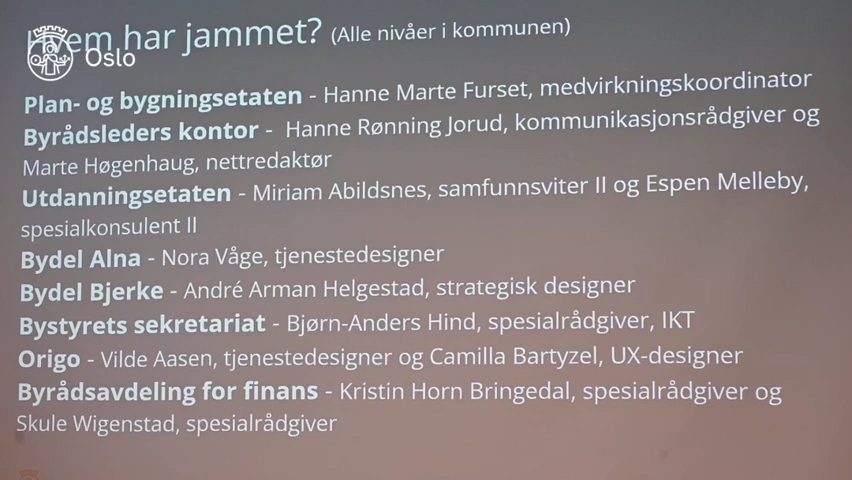 Hvem har jammet? (Alle nivåer i kommunen)
Oslo
Plan- og bygningsetaten - Hanne Marte Furset, medvirkningskoordinator
Byrådsleders kontor - Hanne Rønning Jorud, kommunikasjonsrådgiver og
Marte Høgenhaug, nettredaktør
Utdanningsetaten - Miriam Abildsnes, samfunnsviter II og Espen Melleby,
spesialkonsulent II
Bydel Alna - Nora Våge, tjenestedesigner
Bydel Bjerke - André Arman Helgestad, strategisk designer
Bystyrets sekretariat - Bjørn-Anders Hind, spesialrådgiver, IKT
Origo - Vilde Aasen, tjenestedesigner og Camilla Bartyzel, UX-designer
Byrådsavdeling for finans - Kristin Horn Bringedal, spesialrådgiver og
Skule Wigenstad, spesialrådgiver